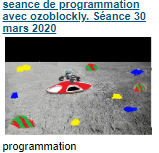 seance de programmation
avec ozoblockly. Séance 30
mars 2020
programmation